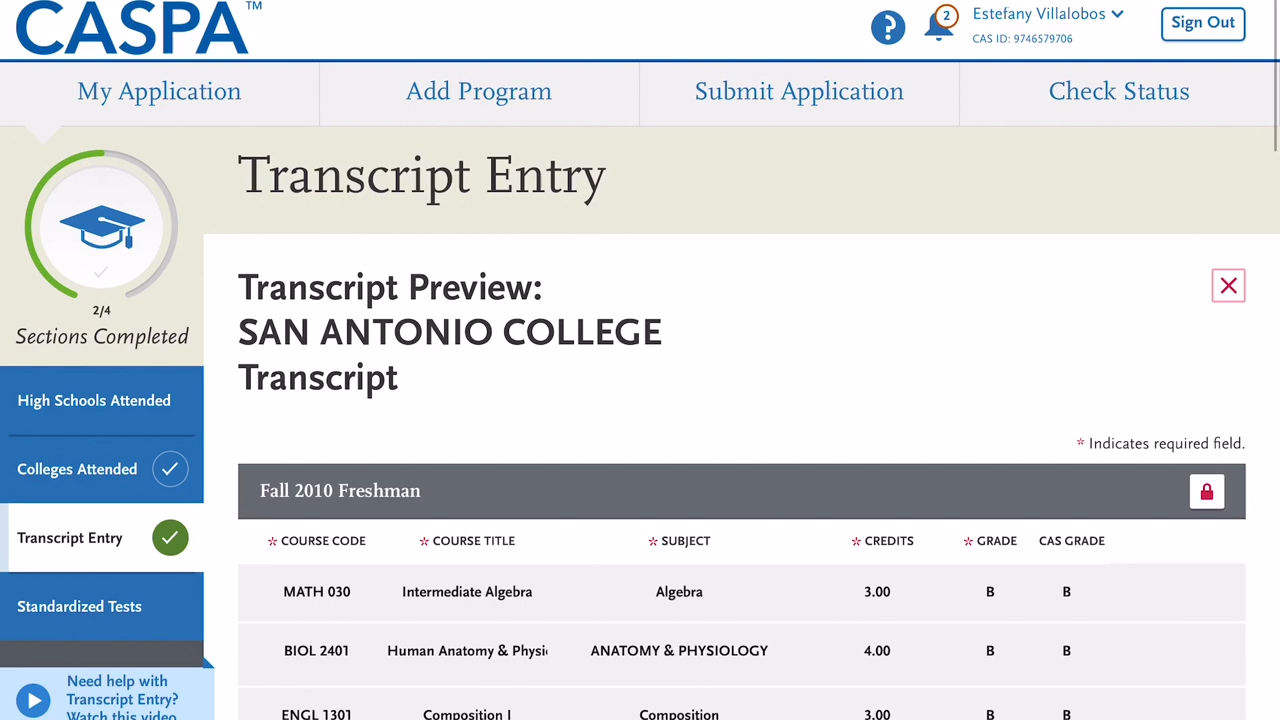 CASPA™
2
Estefany Villalobos
CAS ID: 9746579706
Sign Out
My Application
Add Program
Submit Application
Check Status
Transcript Entry
2/4
Sections Completed
High Schools Attended
Colleges Attended
Transcript Entry
Standardized Tests
Need help with
Transcript Entry?
Watch this video
Transcript Preview:
SAN ANTONIO COLLEGE
Transcript
* Indicates required field.
Fall 2010 Freshman
* COURSE CODE * COURSE TITLE * SUBJECT * CREDITS * GRADE CAS GRADE
MATH 030 Intermediate Algebra Algebra 3.00 B B
BIOL 2401 Human Anatomy & Physi ANATOMY & PHYSIOLOGY 4.00 B B
ENGL 1301 Composition I Composition 3.00 B B